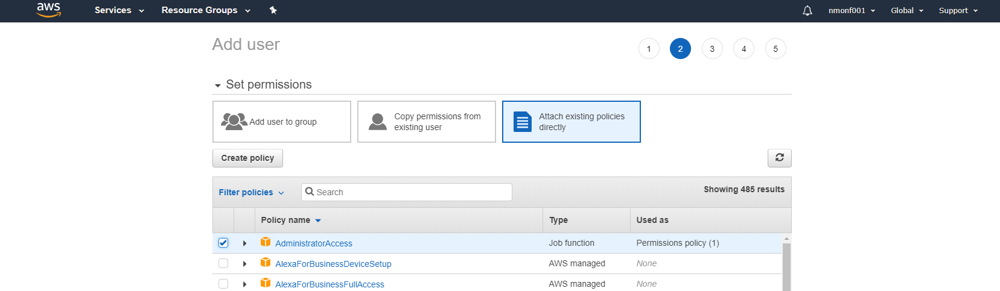 aws Services Resource Groups nmonf001 Global Support
Add user 1 2 3 4 5
Set permissions
Add user to group
Copy permissions from
existing user
Attach existing policies
directly
Create policy
Filter policies Search Showing 485 results
Policy name Type Used as
AdministratorAccess Job function Permissions policy (1)
AlexaForBusinessDeviceSetup AWS managed None
AlexaForBusinessFullAccess AWS managed None